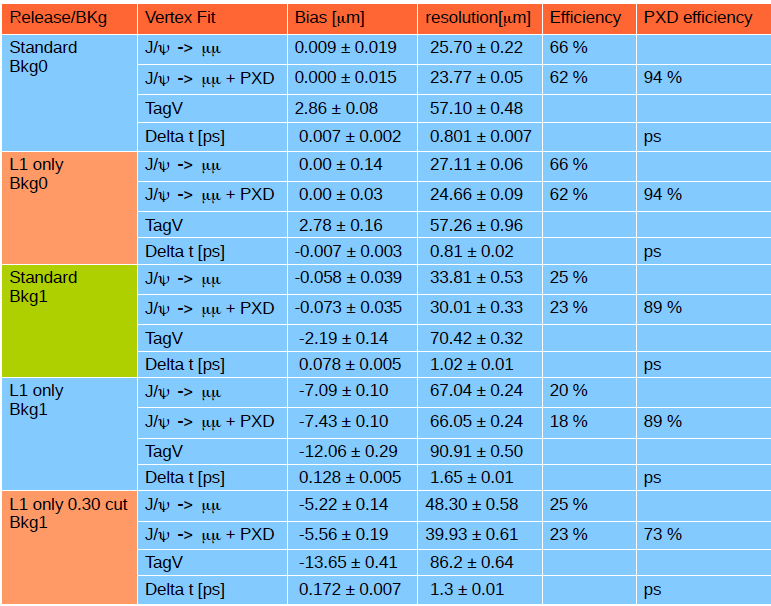 Release/BKg Vertex Fit Bias [μm] resolution[μm] Efficiency PXD efficiency
Standard Bkg0 J/ψ -> μμ 0.009 ± 0.019 25.70 ± 0.22 66 %
J/ψ -> μμ + PXD 0.000 ± 0.015 23.77 ± 0.05 62 % 94 %
TagV 2.86 ± 0.08 57.10 ± 0.48
Delta t [ps] 0.007 ± 0.002 0.801 ± 0.007 ps
L1 only Bkg0 J/ψ -> μμ 0.00 ± 0.14 27.11 ± 0.06 66 %
J/ψ -> μμ + PXD 0.00 ± 0.03 24.66 ± 0.09 62 % 94 %
TagV 2.78 ± 0.16 57.26 ± 0.96
Delta t [ps] -0.007 ± 0.003 0.81 ± 0.02 ps
Standard Bkg1 J/ψ -> μμ -0.058 ± 0.039 33.81 ± 0.53 25 %
J/ψ -> μμ + PXD -0.073 ± 0.035 30.01 ± 0.33 23 % 89 %
TagV -2.19 ± 0.14 70.42 ± 0.32
Delta t [ps] 0.078 ± 0.005 1.02 ± 0.01 ps
L1 only Bkg1 J/ψ -> μμ -7.09 ± 0.10 67.04 ± 0.24 20 %
J/ψ -> μμ + PXD -7.43 ± 0.10 66.05 ± 0.24 18 % 89 %
TagV -12.06 ± 0.29 90.91 ± 0.50
Delta t [ps] 0.128 ± 0.005 1.65 ± 0.01 ps
L1 only 0.30 cut Bkg1 J/ψ -> μμ -5.22 ± 0.14 48.30 ± 0.58 25 %
J/ψ -> μμ + PXD -5.56 ± 0.19 39.93 ± 0.61 23 % 73 %
TagV -13.65 ± 0.41 86.2 ± 0.64
Delta t [ps] 0.172 ± 0.007 1.3 ± 0.01 ps